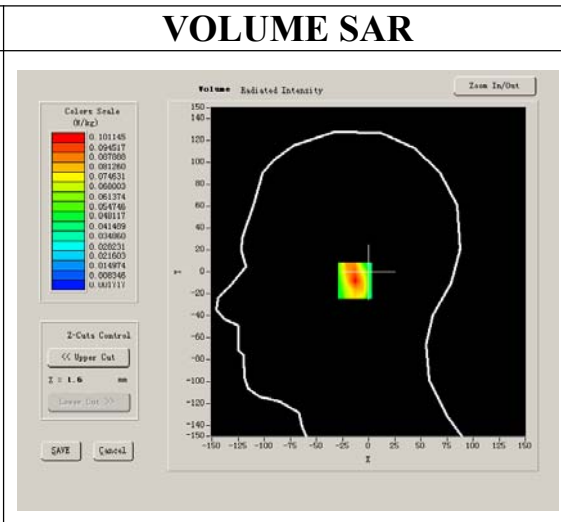 VOLUME SAR
Volume Radiated Intensity
Zoom In/Out
Colors Scale
(W/kg)
0.101145
0.094517
0.087888
0.081260
0.074631
0.068003
0.061374
0.054746
0.048117
0.041489
0.034860
0.028231
0.021603
0.014974
0.008346
0.001717
Z-Cuts Control
<< Upper Cut
Z = 1.6 mm
Lower Cut >>
SAVE
Cancel
150
140
120
100
80
60
40
20
0
-20
-40
-60
-80
-100
-120
-140
-150
Y
-150 -125 -100 -75 -50 -25 0 25 50 75 100 125 150
X